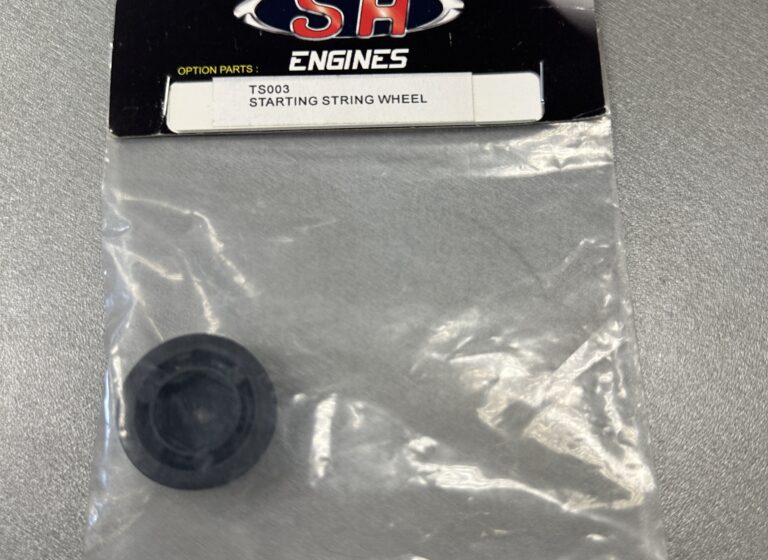 SH
ENGINES
OPTION PARTS :
TS003
STARTING STRING WHEEL